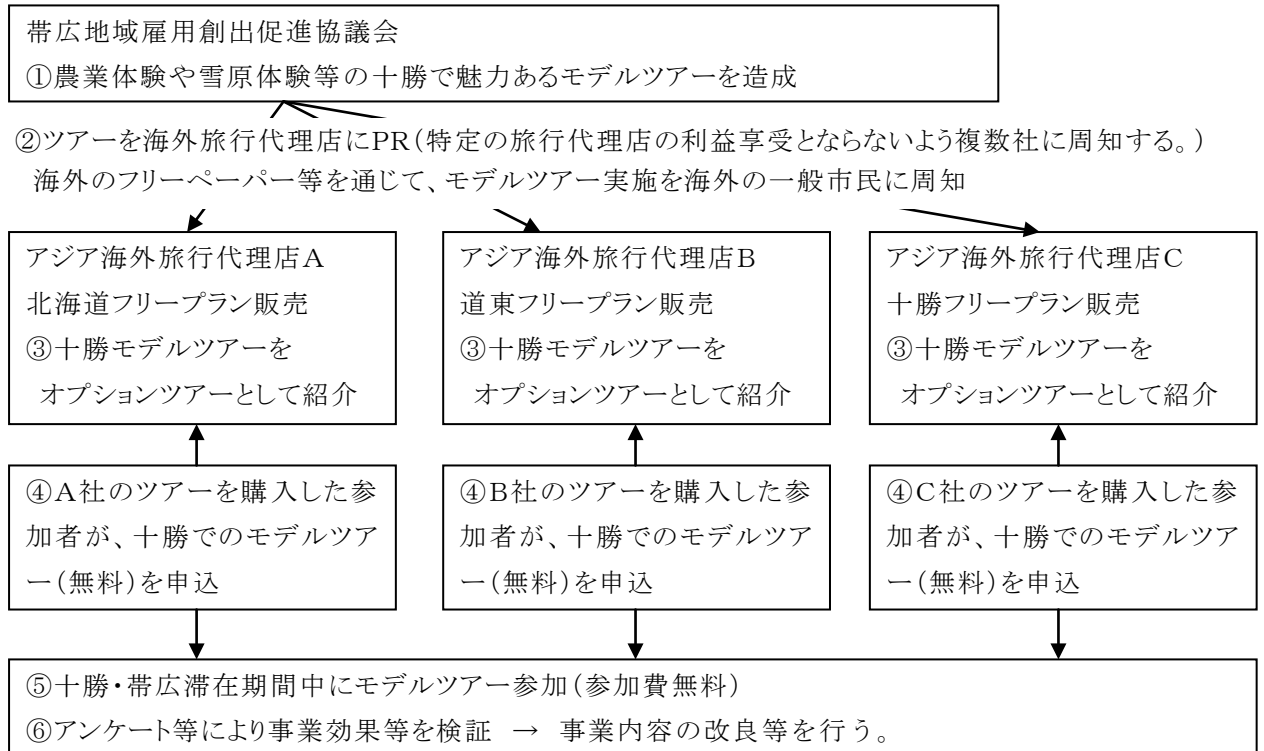 帯広地域雇用創出促進協議会
①農業体験や雪原体験等の十勝で魅力あるモデルツアーを造成
②ツアーを海外旅行代理店にPR(特定の旅行代理店の利益享受とならないよう複数社に周知する。)
海外のフリーペーパー等を通じて、モデルツアー実施を海外の一般市民に周知
アジア海外旅行代理店A
北海道フリープラン販売
③十勝モデルツアーを
オプションツアーとして紹介
アジア海外旅行代理店B
道東フリープラン販売
③十勝モデルツアーを
オプションツアーとして紹介
アジア海外旅行代理店C
十勝フリープラン販売
③十勝モデルツアーを
オプションツアーとして紹介
④A社のツアーを購入した参
加者が、十勝でのモデルツア
ー(無料)を申込
④B社のツアーを購入した参
加者が、十勝でのモデルツア
ー(無料)を申込
④C社のツアーを購入した参
加者が、十勝でのモデルツア
ー(無料)を申込
⑤十勝・帯広滞在期間中にモデルツアー参加(参加費無料)
⑥アンケート等により事業効果等を検証 → 事業内容の改良等を行う。